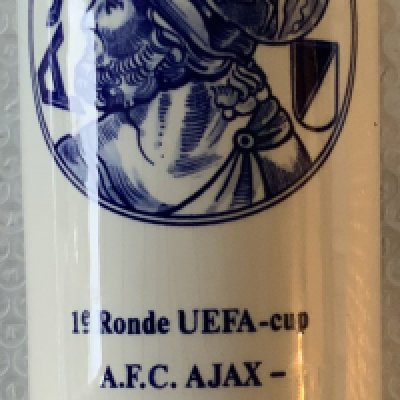 1e Ronde UEFA-cup
A.F.C. AJAX –